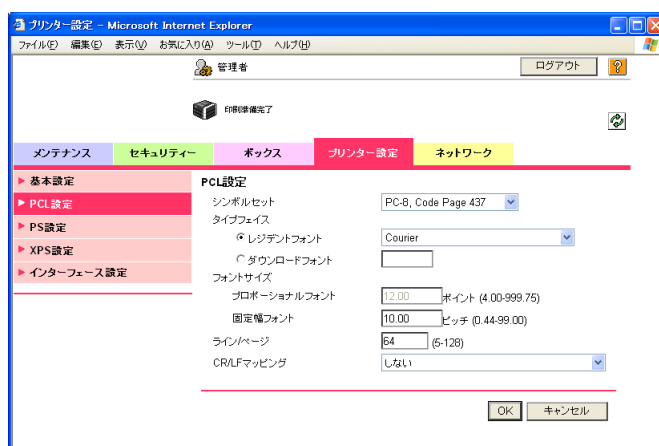 プリンター設定 - Microsoft Internet Explorer
ファイル(F) 編集(E) 表示(V) お気に入り(A) ツール(T) ヘルプ(H)
管理者 ログアウト ?
印刷準備完了
メンテナンス セキュリティー ボックス プリンター設定 ネットワーク
基本設定
PCL設定
PS設定
XPS設定
インターフェース設定
PCL設定
シンボルセット PC-8, Code Page 437
タイプフェイス
レジデントフォント Courier
ダウンロードフォント
フォントサイズ
プロポーショナルフォント 12.00 ポイント (4.00-999.75)
固定幅フォント 10.00 ピッチ (0.44-99.00)
ライン/ページ 64 (5-128)
CR/LFマッピング しない
OK キャンセル